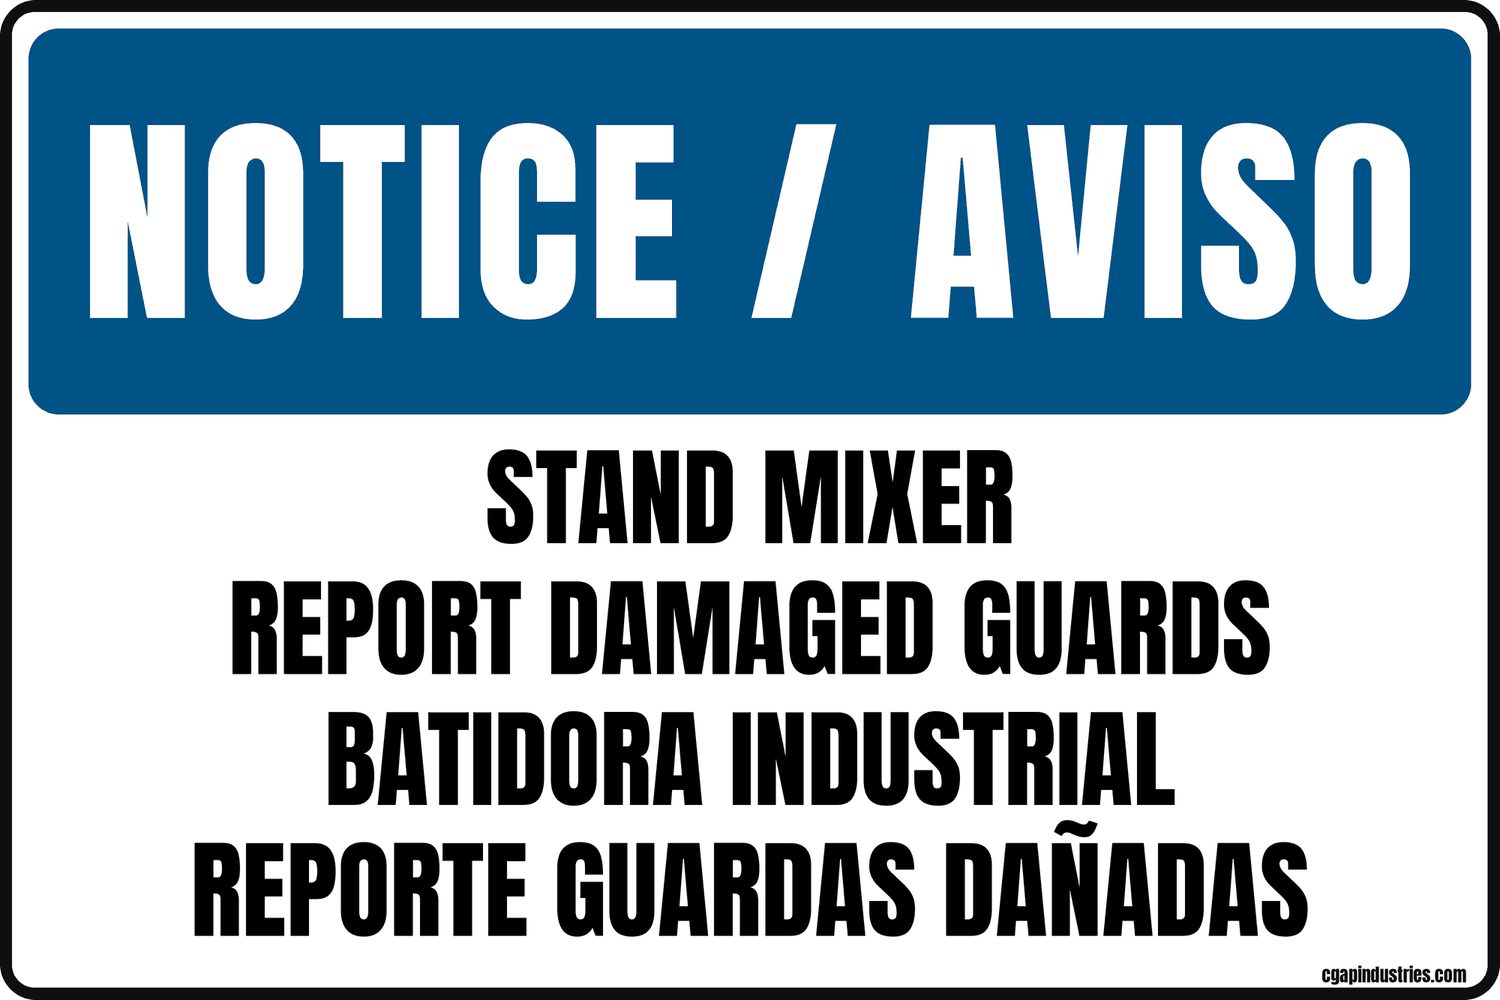 NOTICE / AVISO
STAND MIXER
REPORT DAMAGED GUARDS
BATIDORA INDUSTRIAL
REPORTE GUARDAS DAÑADAS
cgapindustries.com